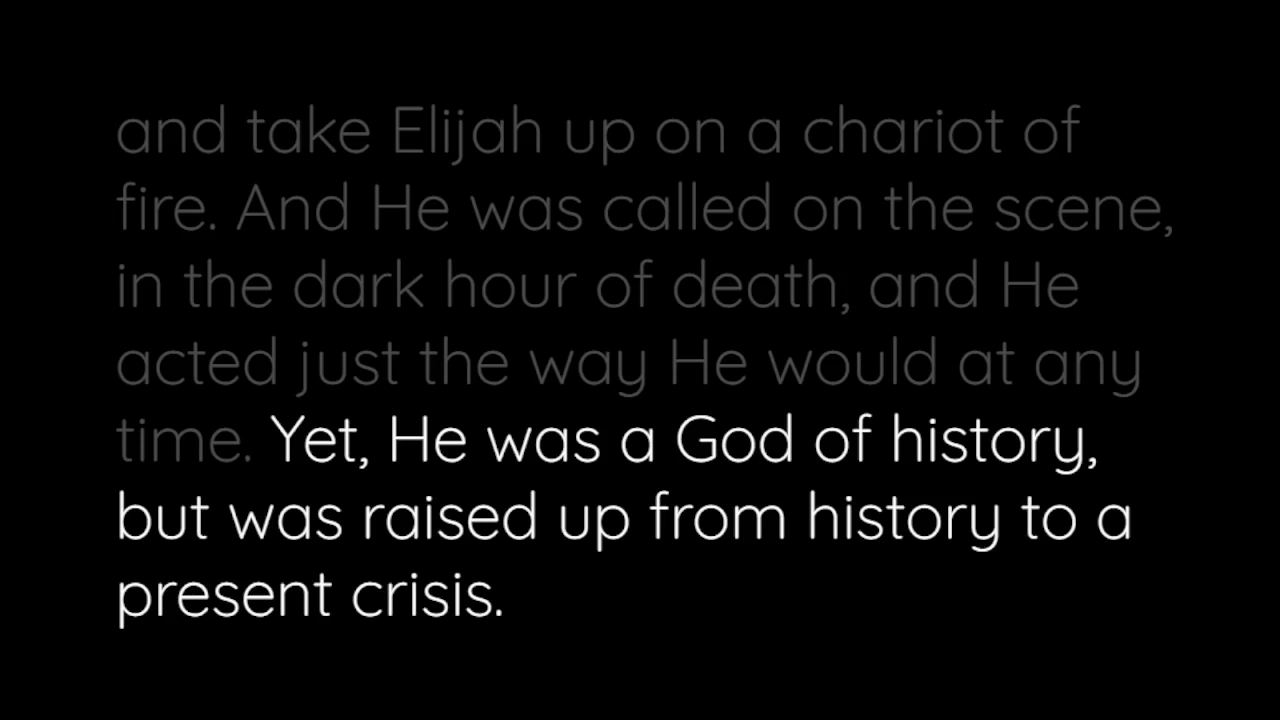 and take Elijah up on a chariot of
fire. And He was called on the scene,
in the dark hour of death, and He
acted just the way He would at any
time. Yet, He was a God of history,
but was raised up from history to a
present crisis.